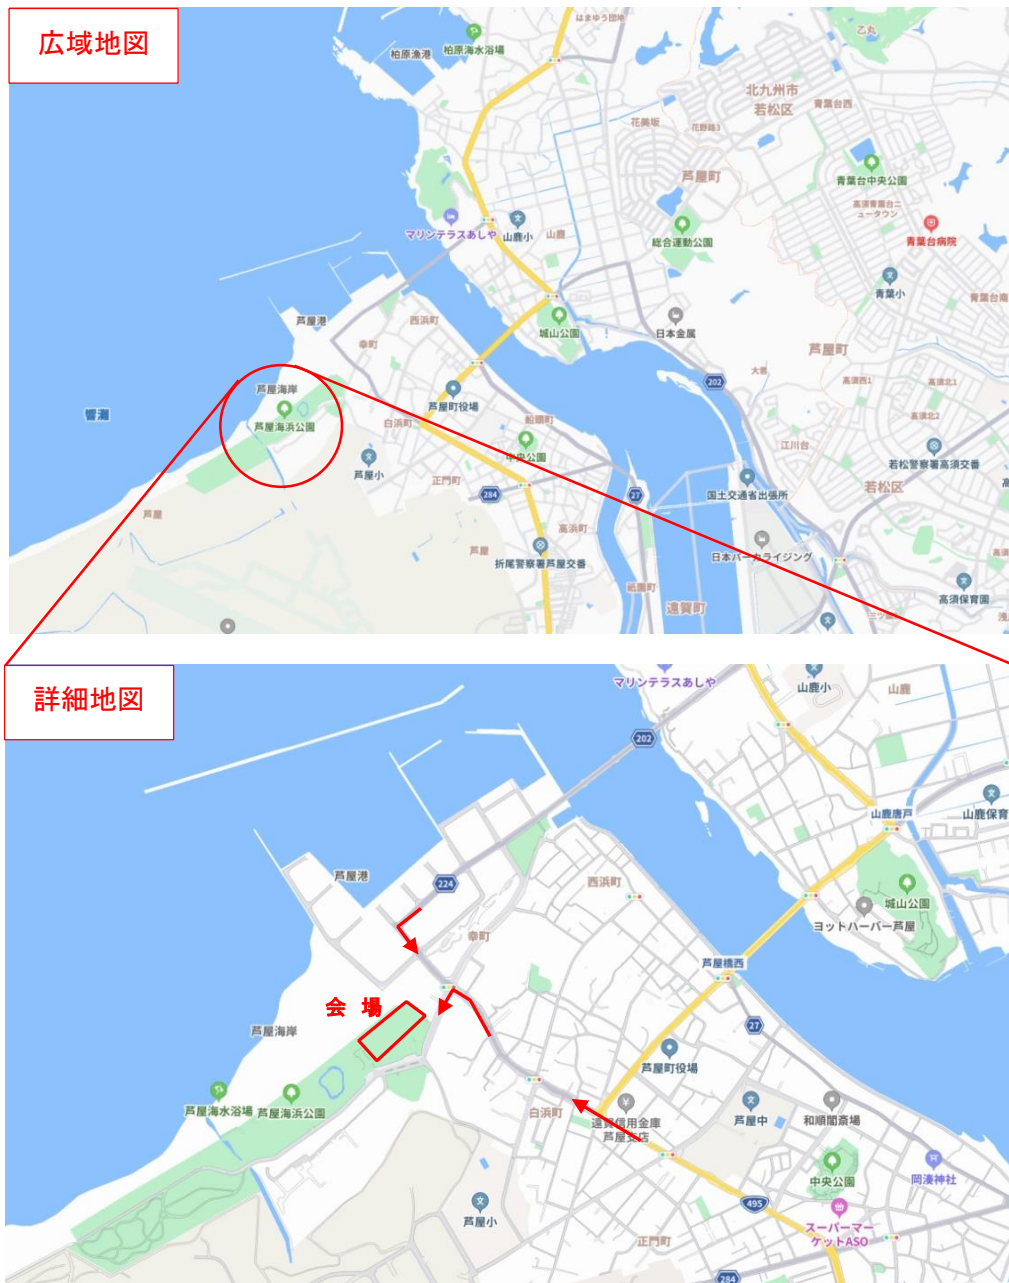 広域地図
はまゆう団地
乙丸
柏原漁港
柏原海水浴場
北九州市
若松区
青葉台西
花美坂
花野路3
芦屋町
青葉台中央公園
高須青葉台ニ
ュータウン
マリンテラスあしや
山鹿小
山鹿
総合運動公園
青葉台病院
青葉小
青葉台南
芦屋港
西浜町
幸町
城山公園
日本金属
芦屋町
202
大君
高須西1
高須北1
芦屋海岸
芦屋海浜公園
響灘
芦屋町役場
白浜町
船頭町
高須北2
江川台
中央公園
若松警察署高須交番
芦屋小
正門町
284
27
国土交通省出張所
若松区
芦屋
高浜町
芦屋
折尾警察署芦屋交番
日本パーカライジング
祗園町
遠賀町
高須保育園
詳細地図
マリンテラスあしや
山鹿小
山鹿
202
山鹿唐戸
山鹿保育
芦屋港
224
西浜町
城山公園
ヨットハーバー芦屋
幸町
芦屋橋西
会 場
芦屋海岸
27
芦屋町役場
芦屋海水浴場
芦屋海浜公園
白浜町
遠賀信用金庫
芦屋支店
芦屋中
和順閣斎場
中央公園
岡湊神社
芦屋小
495
スーパーマー
ケットASO
正門町
284